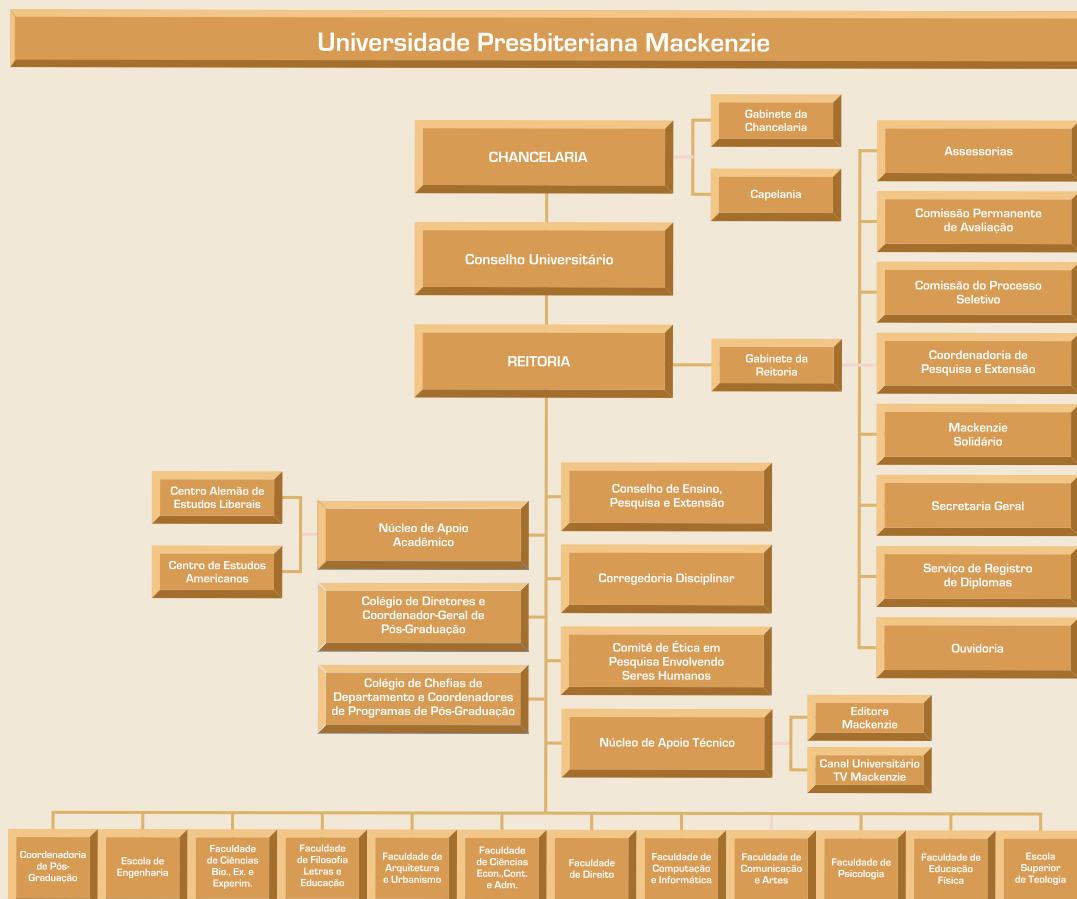 Universidade Presbiteriana Mackenzie
CHANCELARIA
Gabinete da
Chancelaria
Capelania
Conselho Universitário
REITORIA
Gabinete da
Reitoria
Assessorias
Comissão Permanente
de Avaliação
Comissão do Processo
Seletivo
Coordenadoria de
Pesquisa e Extensão
Mackenzie
Solidário
Secretaria Geral
Serviço de Registro
de Diplomas
Ouvidoria
Centro Alemão de
Estudos Liberais
Centro de Estudos
Americanos
Núcleo de Apoio
Acadêmico
Colégio de Diretores e
Coordenador-Geral de
Pós-Graduação
Colégio de Chefias de
Departamento e Coordenadores
de Programas de Pós-Graduação
Conselho de Ensino,
Pesquisa e Extensão
Corregedoria Disciplinar
Comitê de Ética em
Pesquisa Envolvendo
Seres Humanos
Núcleo de Apoio Técnico
Editora
Mackenzie
Canal Universitário
TV Mackenzie
Coordenadoria
de Pós-
Graduação
Escola de
Engenharia
Faculdade
de Ciências
Bio., Ex. e
Experim.
Faculdade
de Filosofia
Letras e
Educação
Faculdade de
Arquitetura
e Urbanismo
Faculdade
de Ciências
Econ.,Cont.
e Adm.
Faculdade
de Direito
Faculdade de
Computação
e Informática
Faculdade de
Comunicação
e Artes
Faculdade de
Psicologia
Faculdade de
Educação
Física
Escola
Superior
de Teologia